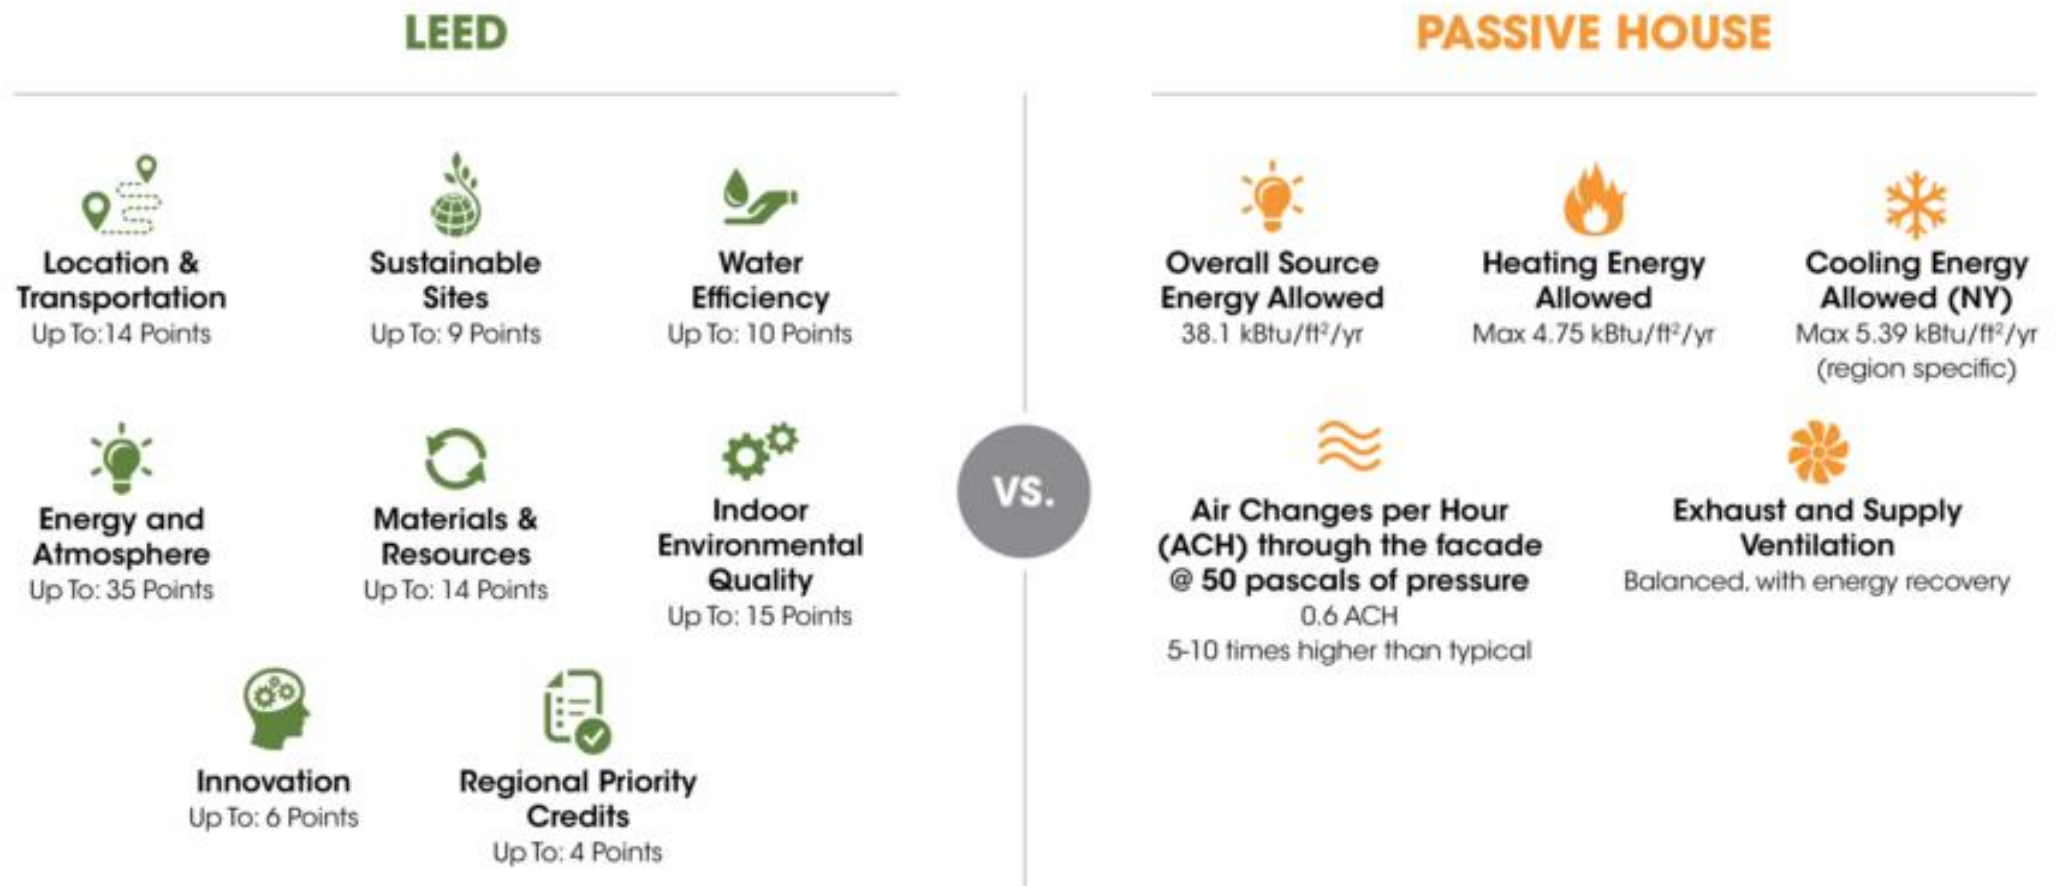 LEED
Location &
Transportation
Up To:14 Points
Sustainable
Sites
Up To: 9 Points
Water
Efficiency
Up To: 10 Points
Energy and
Atmosphere
Up To: 35 Points
Materials &
Resources
Up To: 14 Points
Indoor
Environmental
Quality
Up To: 15 Points
Innovation
Up To: 6 Points
Regional Priority
Credits
Up To: 4 Points
VS.
PASSIVE HOUSE
Overall Source
Energy Allowed
38.1 kBtu/ft²/yr
Heating Energy
Allowed
Max 4.75 kBtu/ft²/yr
Cooling Energy
Allowed (NY)
Max 5.39 kBtu/ft²/yr
(region specific)
Air Changes per Hour
(ACH) through the facade
@ 50 pascals of pressure
0.6 ACH
5-10 times higher than typical
Exhaust and Supply
Ventilation
Balanced, with energy recovery